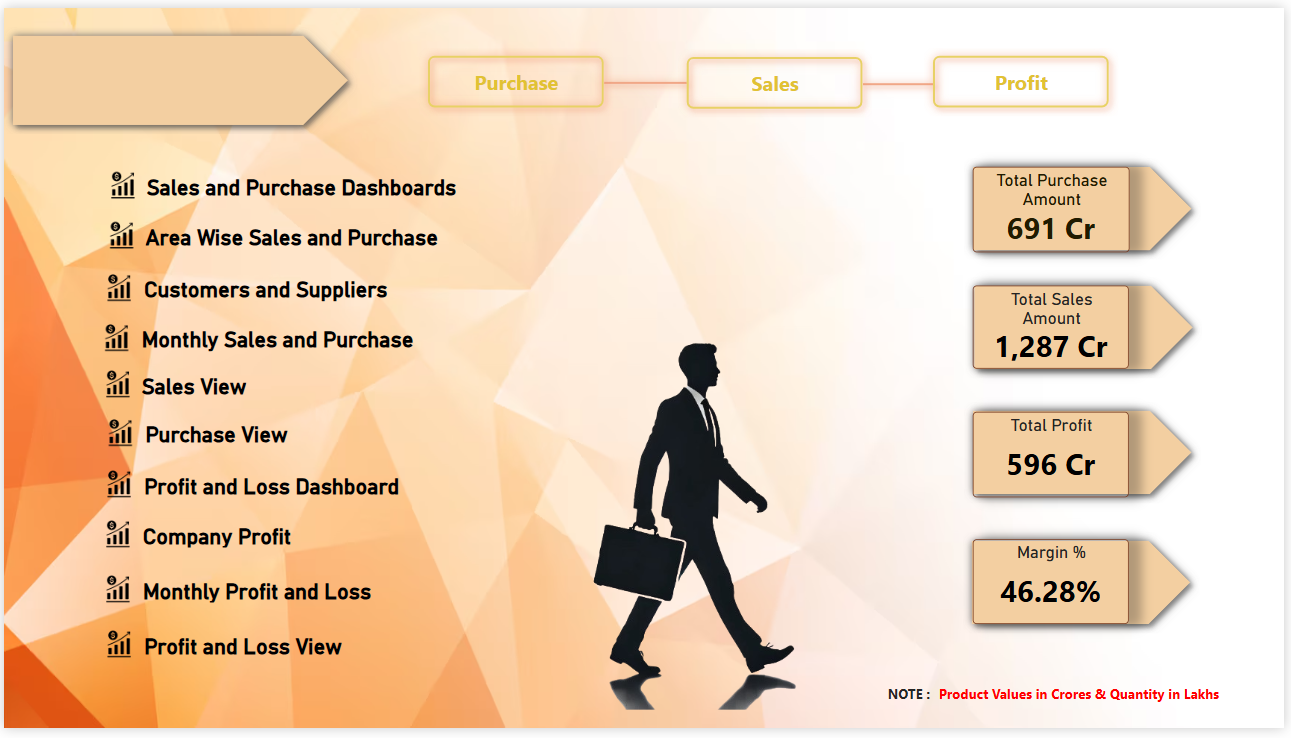 Purchase
Sales
Profit
Sales and Purchase Dashboards
Area Wise Sales and Purchase
Customers and Suppliers
Monthly Sales and Purchase
Sales View
Purchase View
Profit and Loss Dashboard
Company Profit
Monthly Profit and Loss
Profit and Loss View
Total Purchase
Amount
691 Cr
Total Sales
Amount
1,287 Cr
Total Profit
596 Cr
Margin %
46.28%
NOTE : Product Values in Crores & Quantity in Lakhs